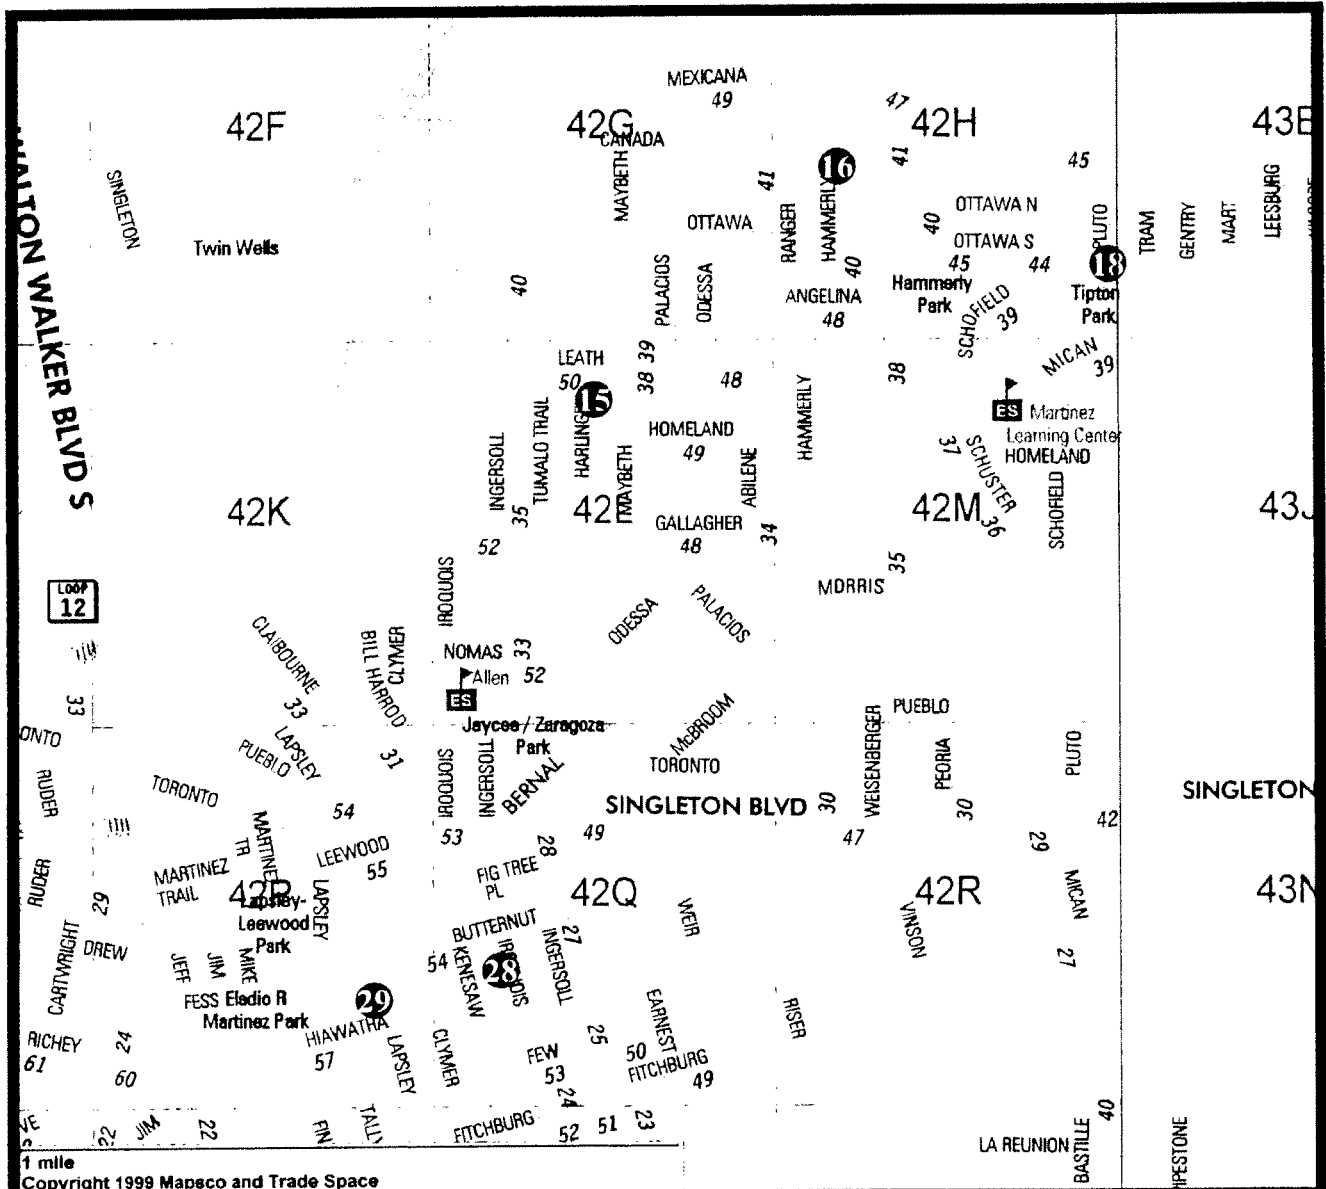 MEXICANA
49
47
42F
42G
42H
43E
CANADA
MAYBETH
41
16
41
45
SINGLETON
HAMMERLY
RANGER
OTTAWA
40
OTTAWA N
OTTAWA S
PLUTO
TRAM
GENTRY
MART
LEESBURG
WALTON WALKER BLVD S
Twin Wells
40
PALACIOS
ODESSA
40
45
44
18
ANGELINA
48
Hammerly
Park
SCHOFIELD
39
Tipton
Park
LEATH
50
15
39
38
48
HAMMERLY
38
MICAN
39
ES
Martinez
Learning Center
HOMELAND
INGERSOLL
TUMALO TRAIL
MAYBETH
HOMELAND
49
ABILENE
37
SCHUSTER
36
SCHOFIELD
42K
35
GALLAGHER
48
34
42M
43J
52
35
MORRIS
LOOP
12
IROQUOIS
ODESSA
PALACIOS
CLAIBOURNE
33
BILL HARROD
CLYMER
NOMAS
33
Allen
52
ES
33
Jaycee / Zaragoza
Park
McBROOM
PUEBLO
WEISENBERGER
ONTO
RUDER
PUEBLO
LAPSLEY
31
IROQUOIS
INGERSOLL
BERNAL
TORONTO
PEORIA
PLUTO
TORONTO
SINGLETON BLVD
30
30
SINGLETON
54
53
28
49
47
29
42
MARTINEZ
TR
LEEWOOD
55
MARTINEZ
TRAIL
FIG TREE
PL
RUDER
29
42P
LAPSLEY
Lapsley-
Leewood
Park
42Q
WEIR
42R
VINSON
MICAN
43N
CARTWRIGHT
DREW
BUTTERNUT
27
54
KENESAW
28
IROQUOIS
INGERSOLL
27
JEFF
JIM
MIKE
FESS
Eladio R
Martinez Park
29
HIAWATHA
57
LAPSLEY
CLYMER
EARNEST
RISER
RICHEY
61
24
60
FEW
53
25
50
FITCHBURG
49
24
22
JIM
22
FIN
TALLY
FITCHBURG
52
51
23
40
LA REUNION
BASTILLE
PIPESTONE
1 mile
Copyright 1999 Mapsco and Trade Space